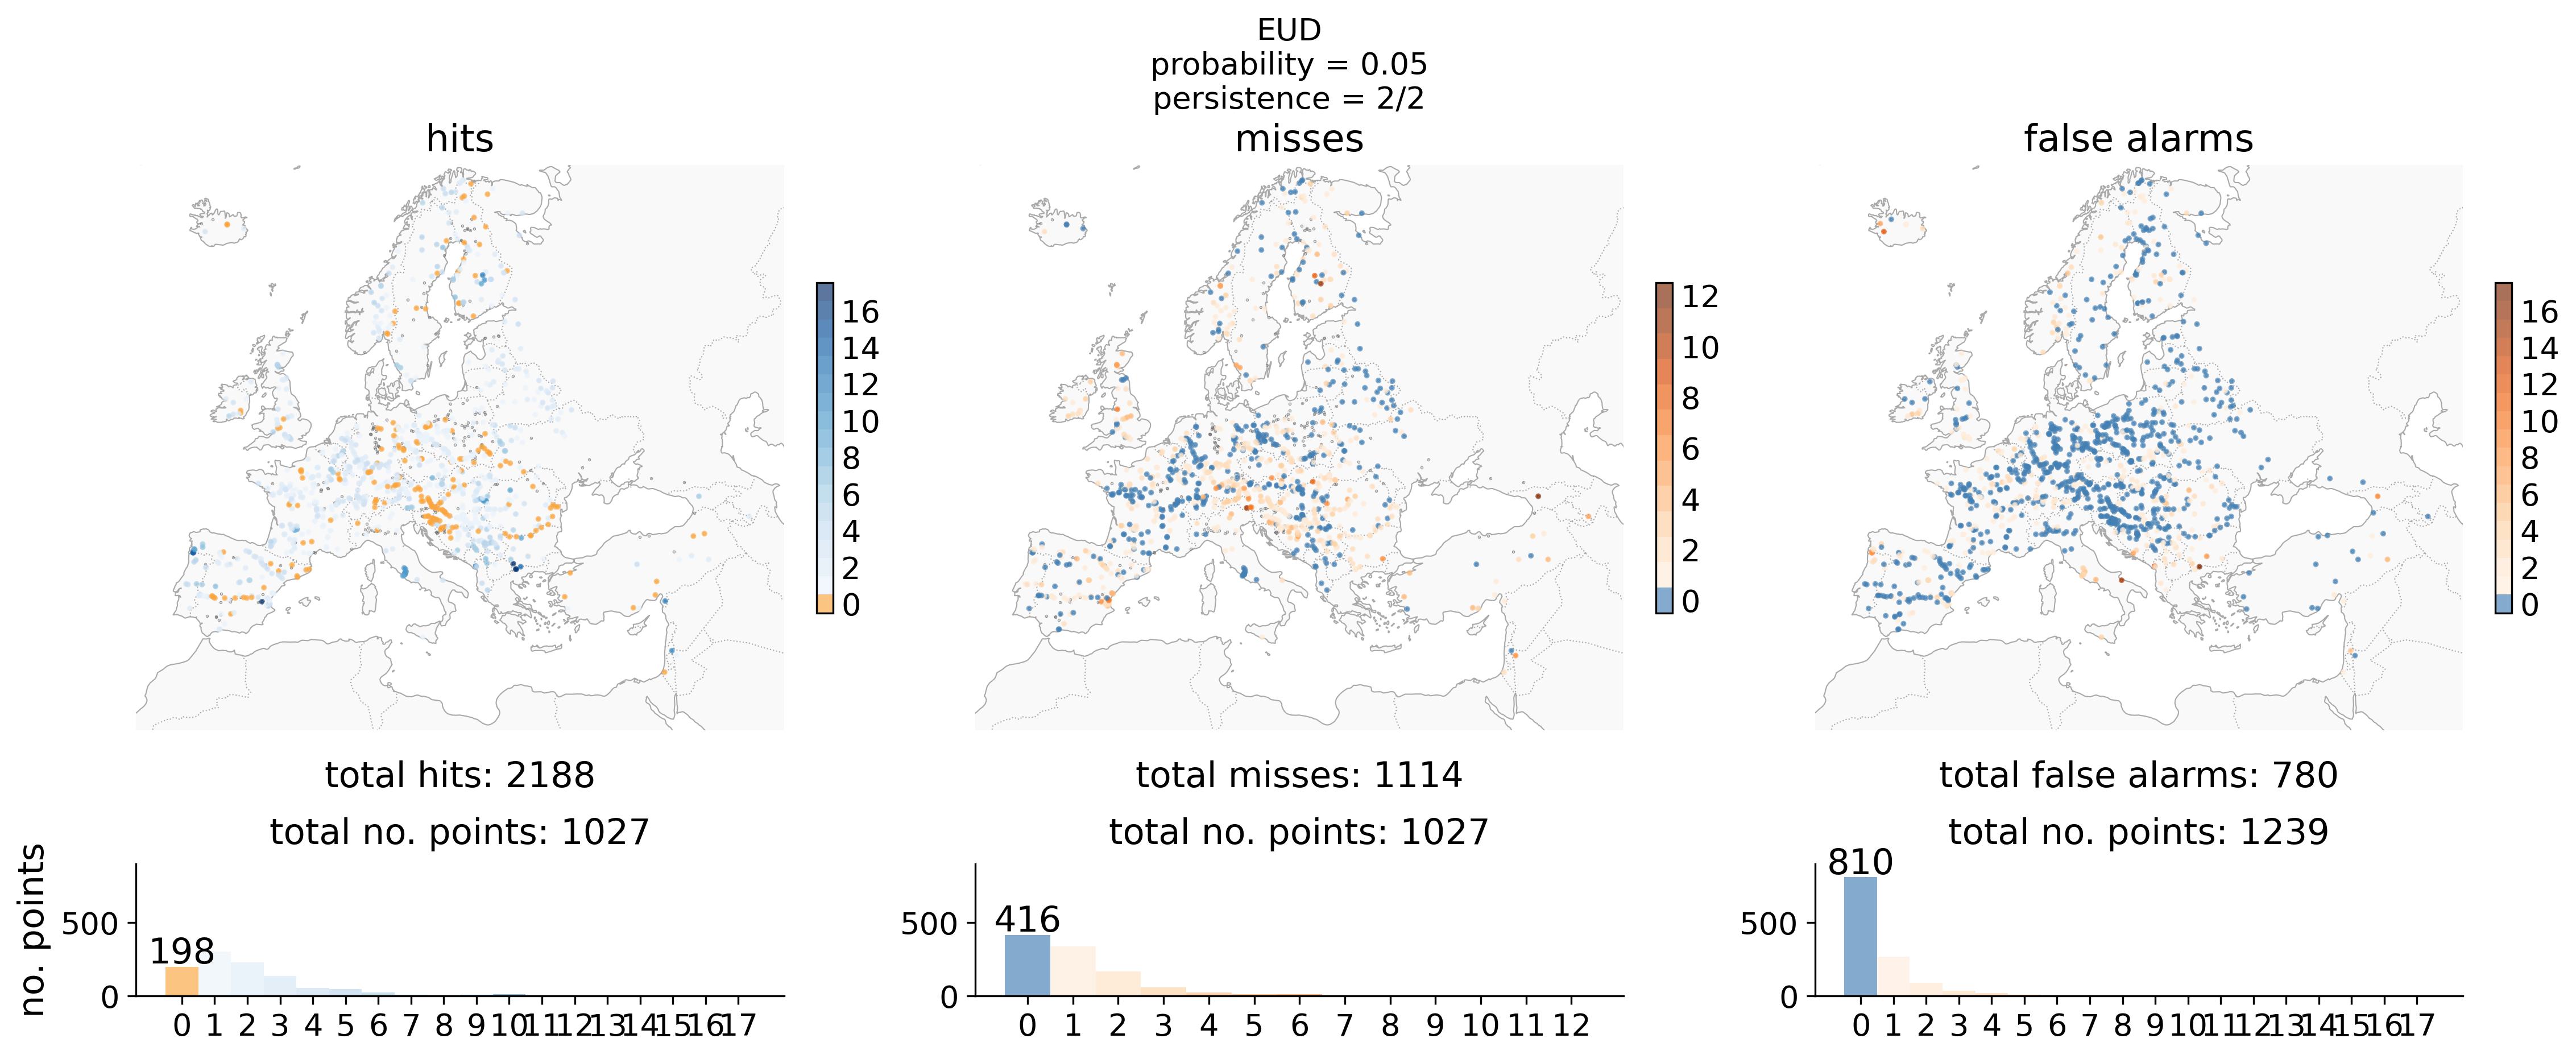 EUD
probability = 0.05
persistence = 2/2
hits
misses
false alarms
16
14
12
10
8
6
4
2
0
12
10
8
6
4
2
0
16
14
12
10
8
6
4
2
0
total hits: 2188
total misses: 1114
total false alarms: 780
total no. points: 1027
total no. points: 1027
total no. points: 1239
no. points
500
0
198
0 1 2 3 4 5 6 7 8 9 10 11 12 13 14 15 16 17
500
0
416
0 1 2 3 4 5 6 7 8 9 10 11 12
500
0
810
0 1 2 3 4 5 6 7 8 9 10 11 12 13 14 15 16 17